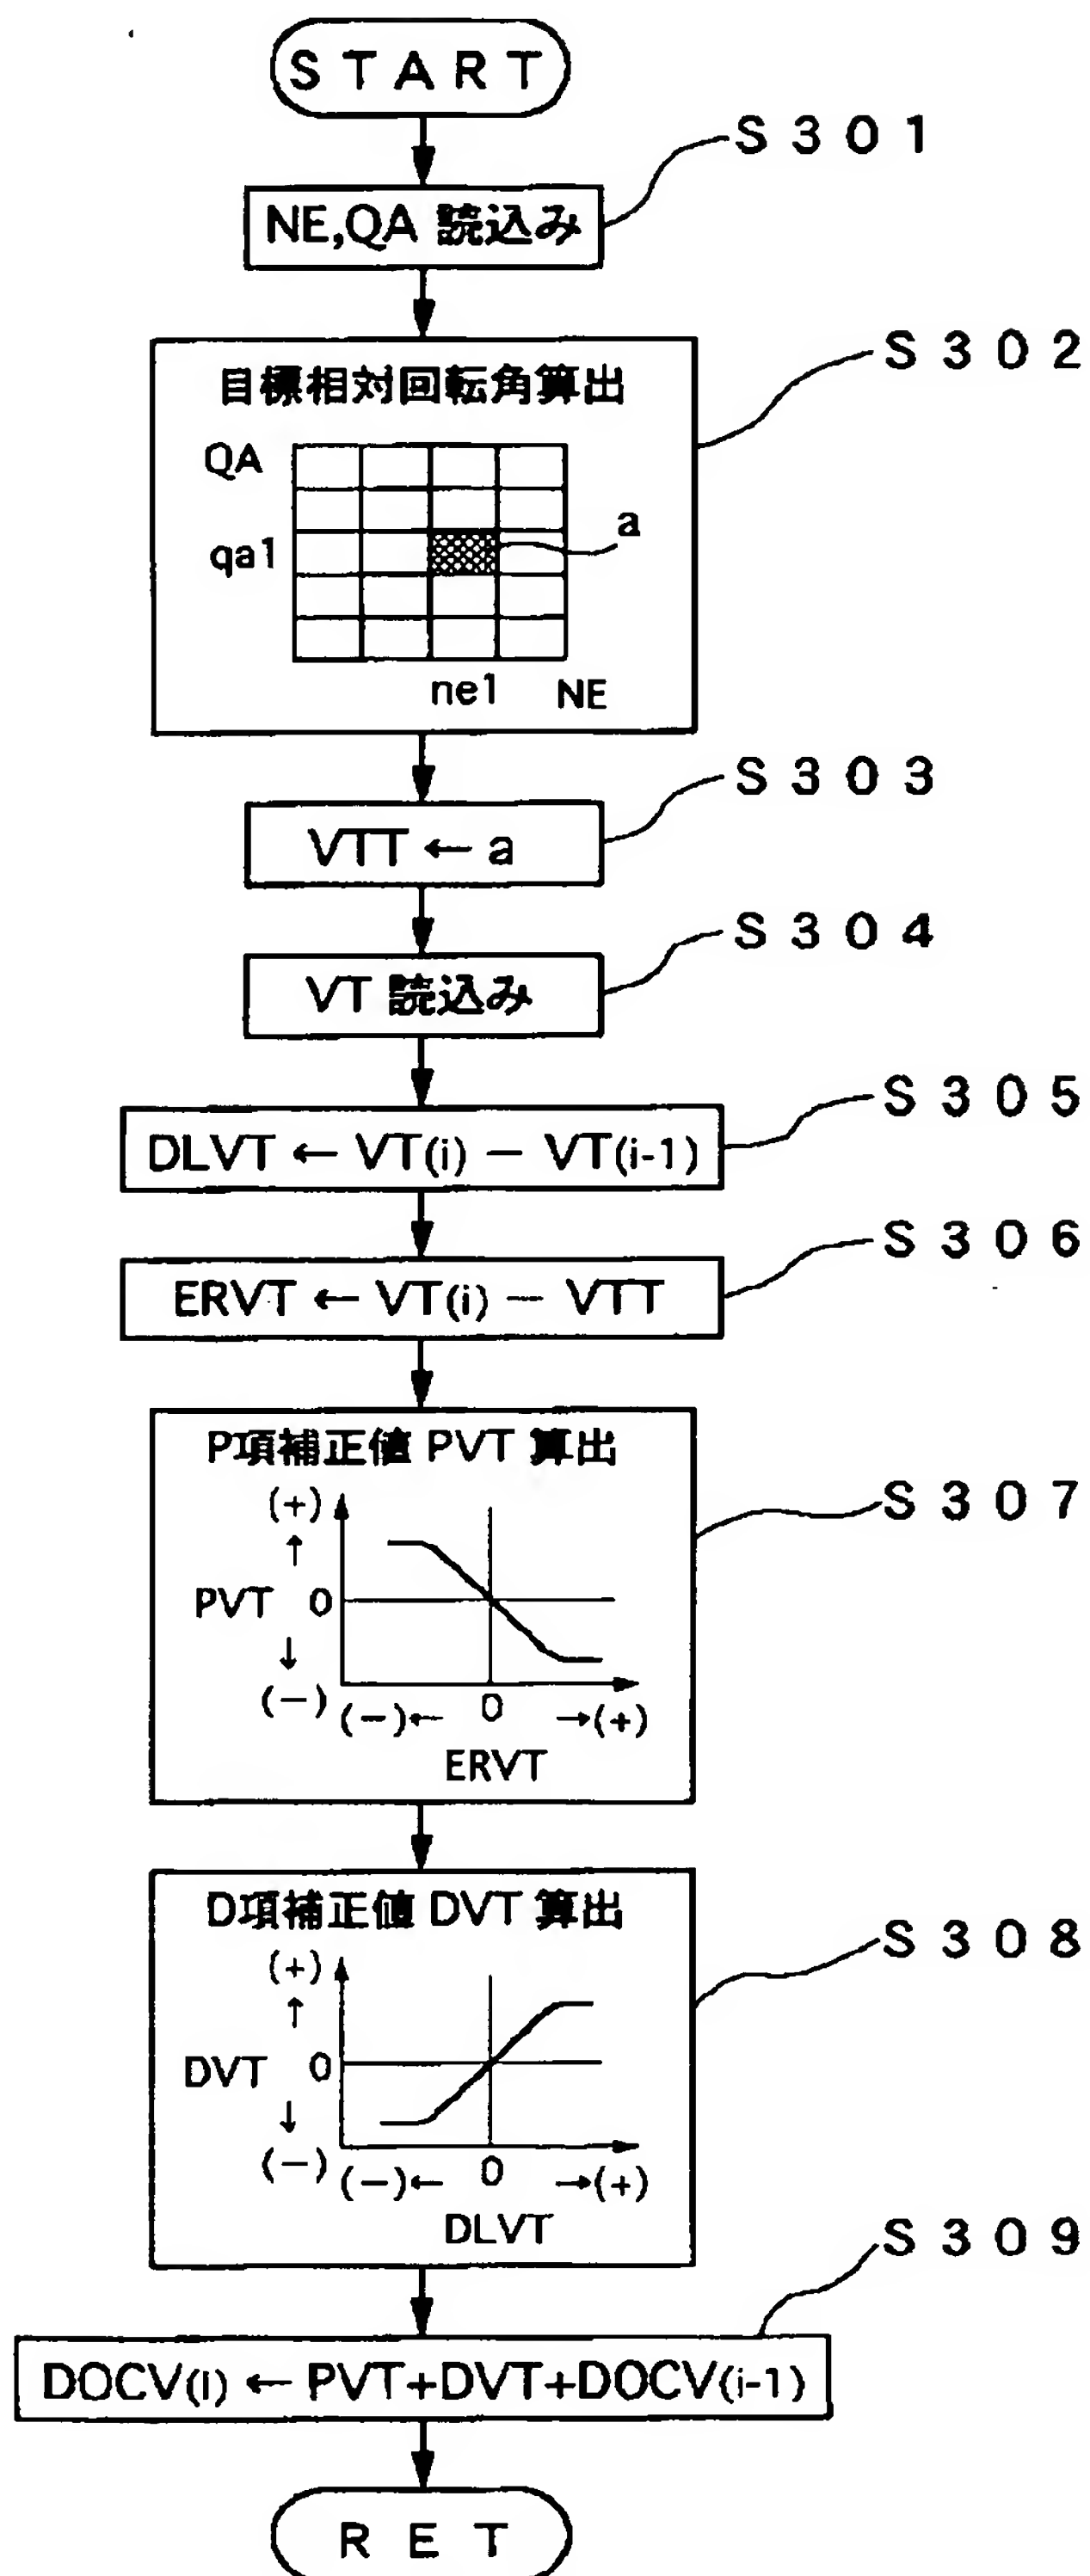 START
S301
NE,QA 読込み
S302
目標相対回転角算出
QA
a
qa1
ne1 NE
S303
VTT ← a
S304
VT 読込み
S305
DLVT ← VT(i) − VT(i-1)
S306
ERVT ← VT(i) − VTT
S307
P項補正値 PVT 算出
(+)
↑
PVT 0
↓
(−)
(−)← 0 →(+)
ERVT
S308
D項補正値 DVT 算出
(+)
↑
DVT 0
↓
(−)
(−)← 0 →(+)
DLVT
S309
DOCV(i) ← PVT+DVT+DOCV(i-1)
RET